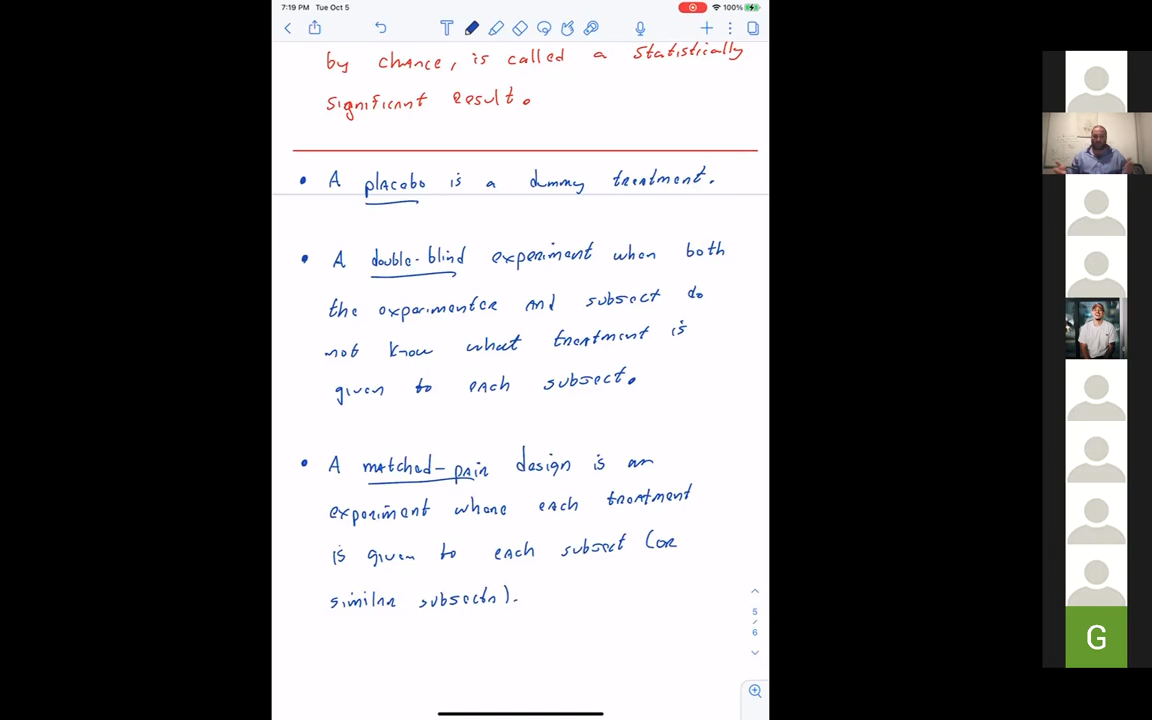 7:19 PM Tue Oct 5
100%
by chance, is called a statistically
significant result.
• A placebo is a dummy treatment.
• A double-blind experiment when both
the experimenter and subject do
not know what treatment is
given to each subject.
• A matched-pair design is an
experiment where each treatment
is given to each subject (or
similar subjects).
5
/
6
G